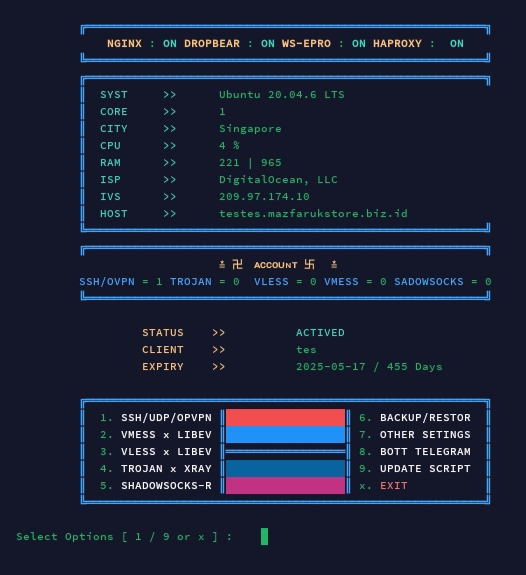 NGINX : ON DROPBEAR : ON WS-EPRO : ON HAPROXY : ON
SYST >> Ubuntu 20.04.6 LTS
CORE >> 1
CITY >> Singapore
CPU >> 4 %
RAM >> 221 | 965
ISP >> DigitalOcean, LLC
IVS >> 209.97.174.10
HOST >> testes.mazfarukstore.biz.id
≛ 卍 ᴀᴄᴄᴏᴜɴᴛ 卐 ≛
SSH/OVPN = 1 TROJAN = 0 VLESS = 0 VMESS = 0 SADOWSOCKS = 0
STATUS >> ACTIVED
CLIENT >> tes
EXPIRY >> 2025-05-17 / 455 Days
1. SSH/UDP/OPVPN 6. BACKUP/RESTOR
2. VMESS x LIBEV 7. OTHER SETINGS
3. VLESS x LIBEV 8. BOTT TELEGRAM
4. TROJAN x XRAY 9. UPDATE SCRIPT
5. SHADOWSOCKS-R x. EXIT
Select Options [ 1 / 9 or x ] :